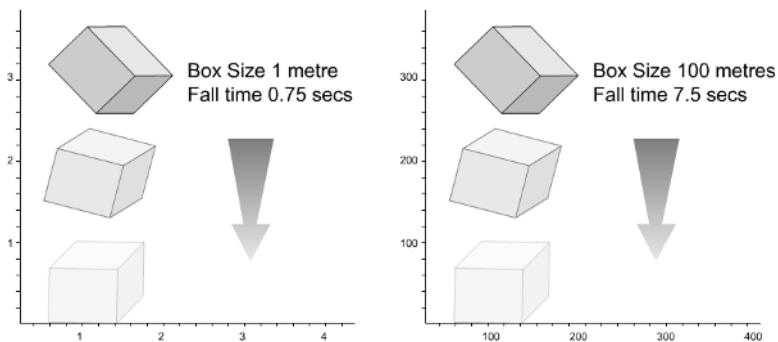 Box Size 1 metre
Fall time 0.75 secs
3
2
1
1 2 3 4
Box Size 100 metres
Fall time 7.5 secs
300
200
100
100 200 300 400